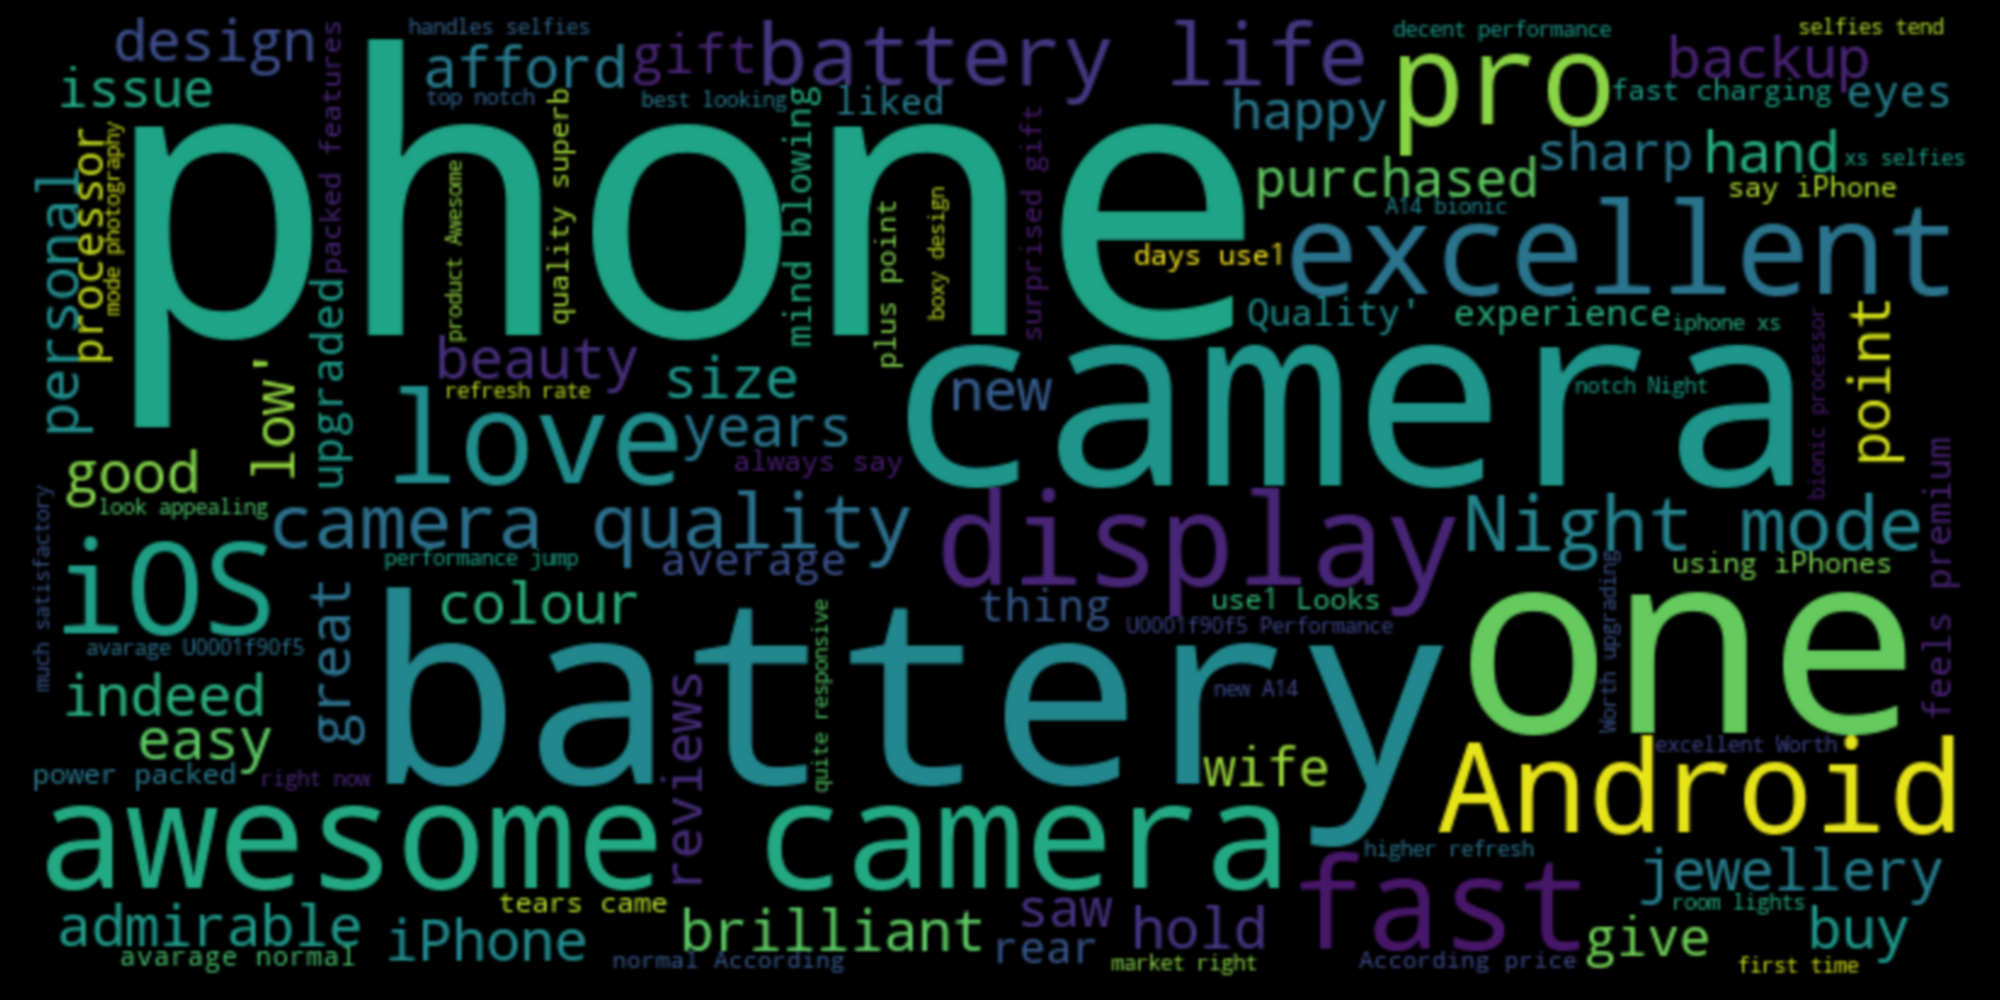 handles selfies
decent performance
selfies tend
design
afford
gift
battery life
pro
backup
issue
packed features
top notch
best looking
liked
happy
fast charging
eyes
phone
quality superb
mind blowing
surprised gift
sharp
hand
xs selfies
processor
mode photography
personal
product Awesome
plus point
boxy design
purchased
say iPhone
A14 bionic
days use1
excellent
Quality'
experience
iphone xs
upgraded
low'
beauty
size
new
camera
notch Night
bionic processor
point
refresh rate
love
years
always say
good
look appealing
camera quality
display
Night mode
feels premium
much satisfactory
iOS
performance jump
average
using iPhones
great
colour
thing
use1 Looks
U0001f90f5 Performance
one
Worth upgrading
avarage U0001f90f5
battery
quite responsive
new A14
indeed
easy
reviews
wife
excellent Worth
power packed
right now
Android
awesome camera
higher refresh
fast
jewellery
room lights
tears came
admirable
iPhone
brilliant
saw
rear
hold
give
buy
avarage normal
normal According
market right
According price
first time